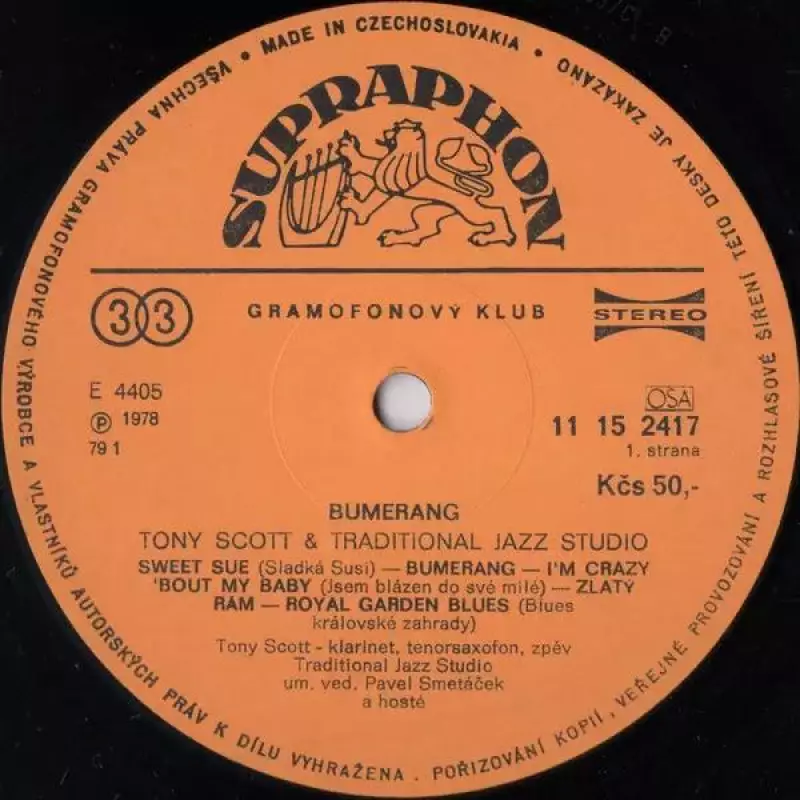 • MADE IN CZECHOSLOVAKIA •
VŠECHNA PRÁVA GRAMOFONOVÉHO VÝROBCE A VLASTNÍKŮ AUTORSKÝCH PRÁV K DÍLU VYHRAŽENA. POŘIZOVÁNÍ KOPIÍ, VEŘEJNÉ PROVOZOVÁNÍ A ROZHLASOVÉ ŠÍŘENÍ TÉTO DESKY JE ZAKÁZÁNO
SUPRAPHON
33
GRAMOFONOVÝ KLUB
STEREO
E 4405
Ⓟ 1978
79 1
OSA
11 15 2417
1. strana
Kčs 50,-
BUMERANG
TONY SCOTT & TRADITIONAL JAZZ STUDIO
SWEET SUE (Sladká Susi) — BUMERANG — I'M CRAZY
'BOUT MY BABY (Jsem blázen do své milé) — ZLATÝ
RÁM — ROYAL GARDEN BLUES (Blues
královské zahrady)
Tony Scott - klarinet, tenorsaxofon, zpěv
Traditional Jazz Studio
um. ved. Pavel Smetáček
a hosté